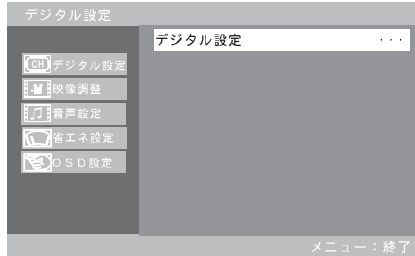 デジタル設定
デジタル設定 ···
CH デジタル設定
映像調整
音声設定
省エネ設定
OSD設定
メニュー：終了